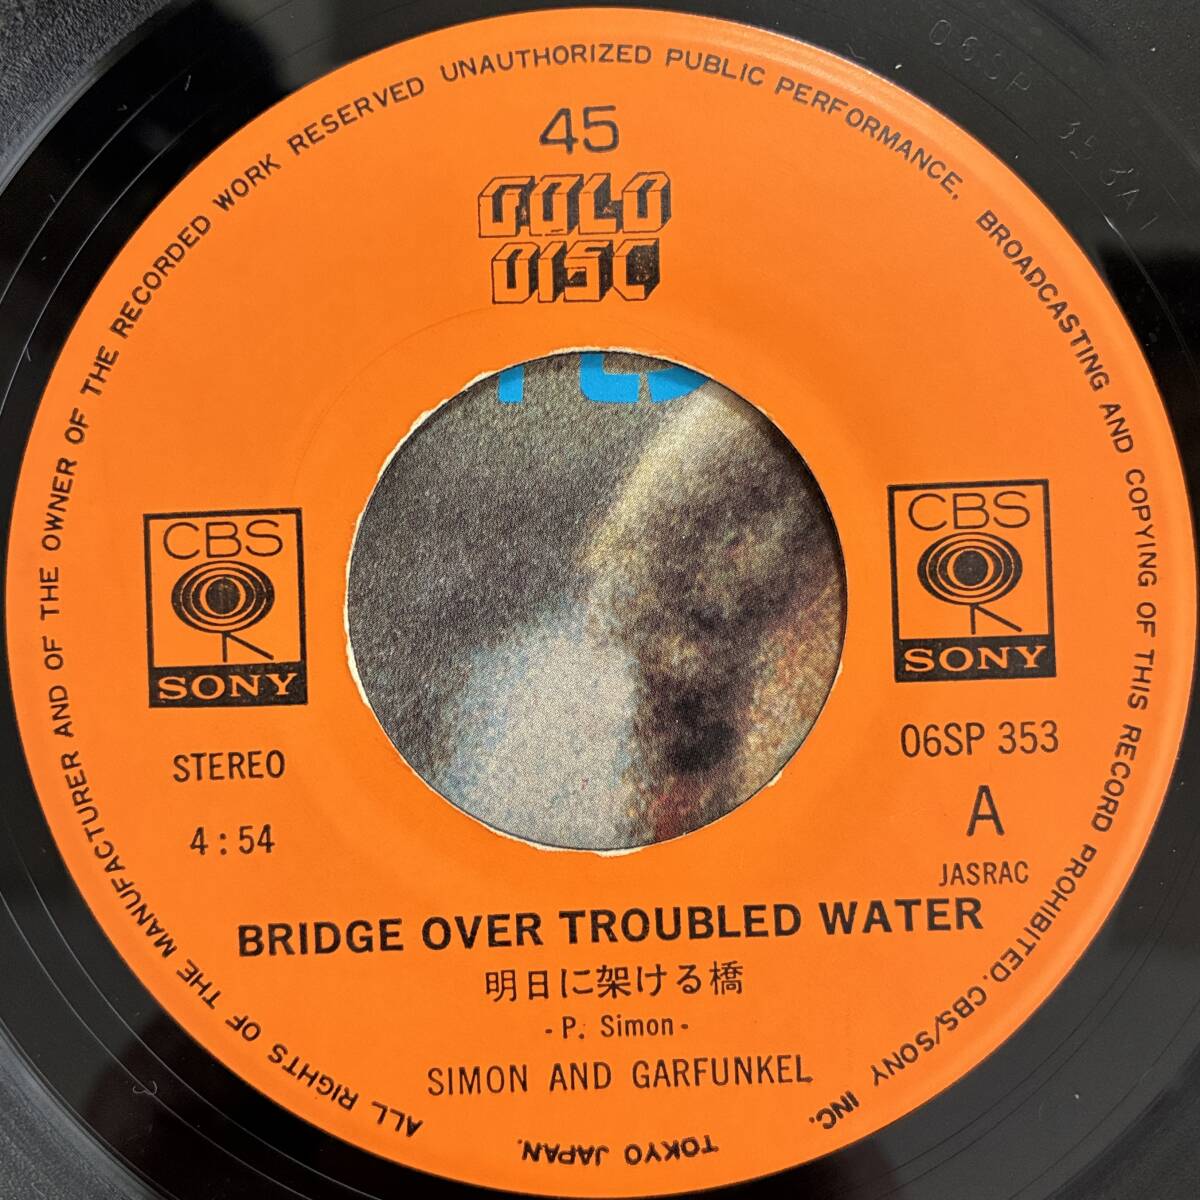 ALL RIGHTS OF THE MANUFACTURER AND OF THE OWNER OF THE RECORDED WORK RESERVED UNAUTHORIZED PUBLIC PERFORMANCE, BROADCASTING AND COPYING OF THIS RECORD PROHIBITED. CBS/SONY INC. TOKYO JAPAN.
45
GOLD
DISC
CBS
SONY
CBS
SONY
STEREO
4:54
06SP 353
A
JASRAC
BRIDGE OVER TROUBLED WATER
明日に架ける橋
- P. Simon -
SIMON AND GARFUNKEL